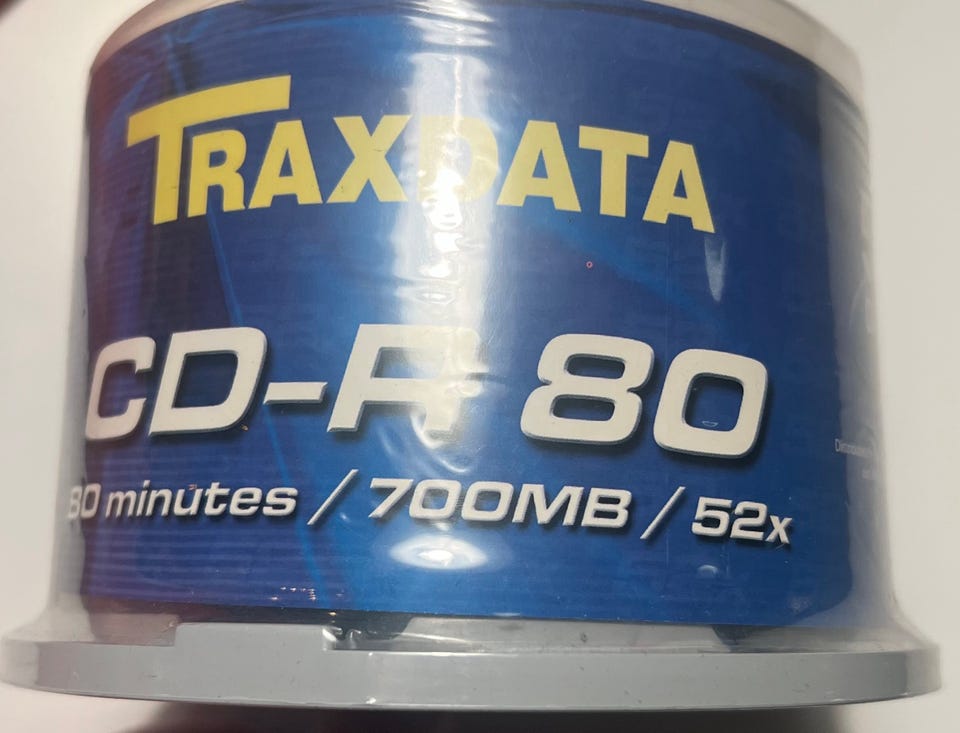 TRAXDATA
CD-R 80
80 minutes / 700MB / 52x